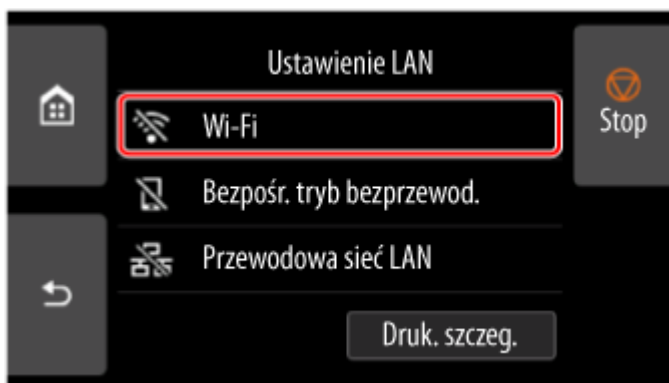 Ustawienie LAN
Wi-Fi
Stop
Bezpośr. tryb bezprzewod.
Przewodowa sieć LAN
Druk. szczeg.